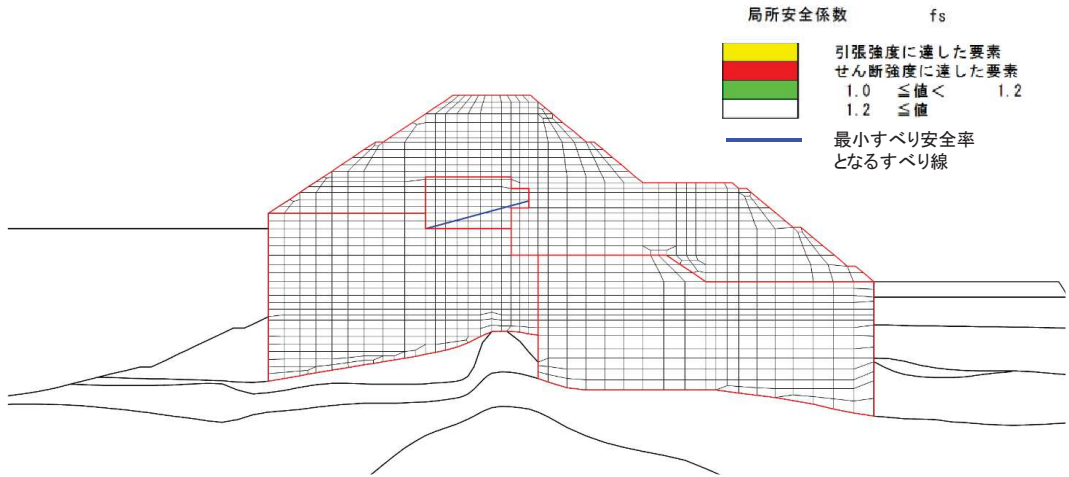 局所安全係数 fs
引張強度に達した要素
せん断強度に達した要素
1.0 ≦値< 1.2
1.2 ≦値
最小すべり安全率
となるすべり線